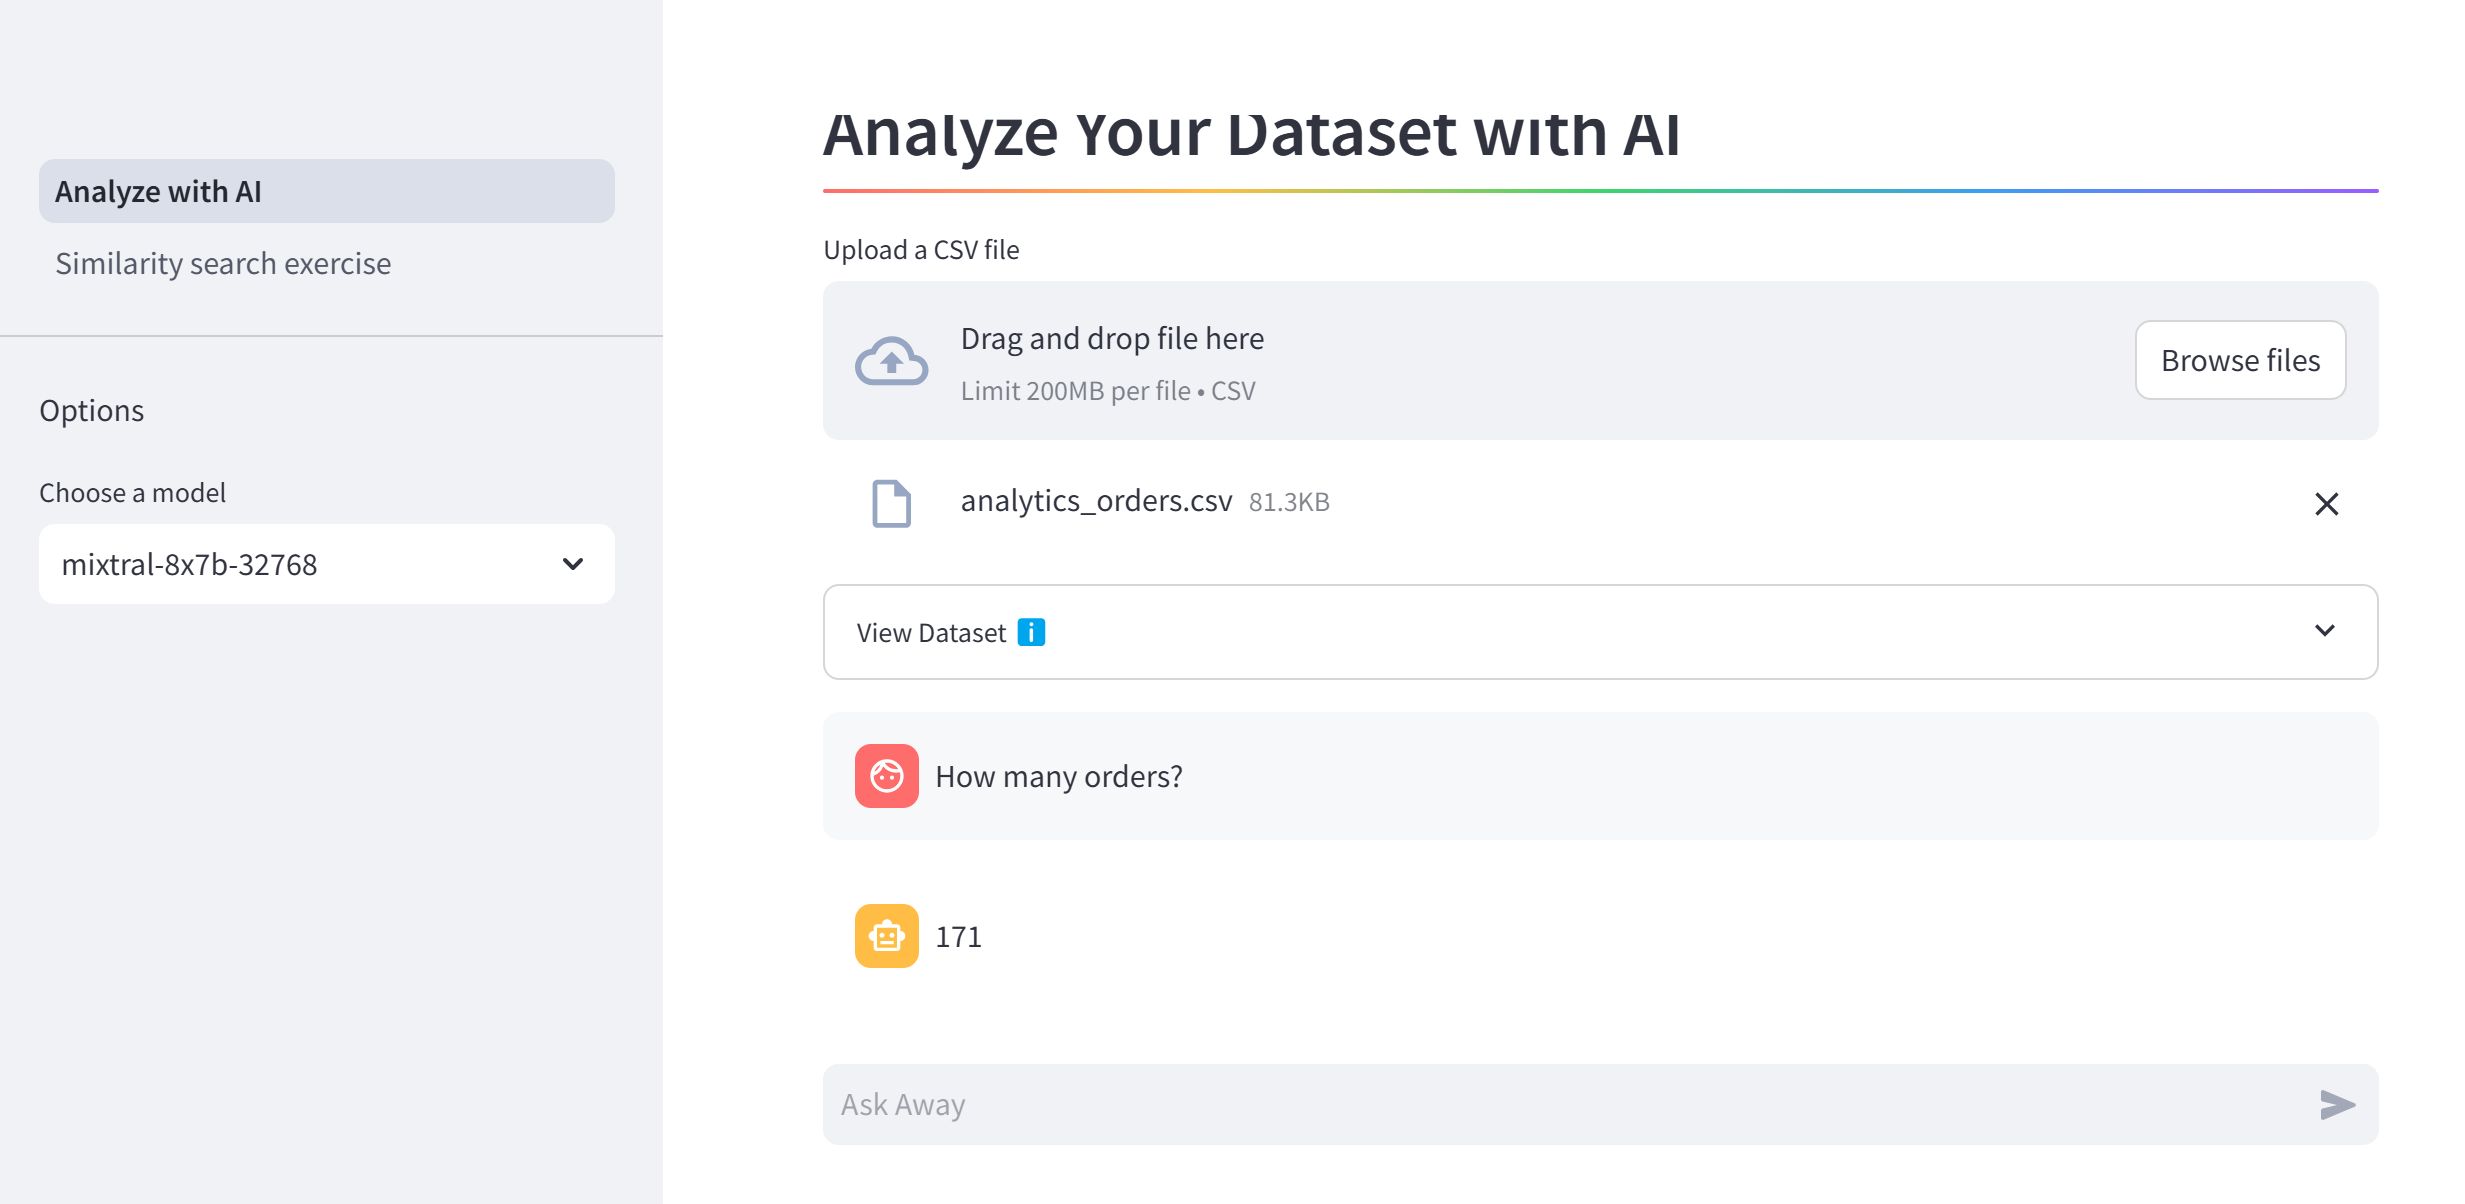 Analyze with AI
Similarity search exercise
Options
Choose a model
mixtral-8x7b-32768
Analyze Your Dataset with AI
Upload a CSV file
Drag and drop file here
Limit 200MB per file • CSV
Browse files
analytics_orders.csv 81.3KB
View Dataset
How many orders?
171
Ask Away